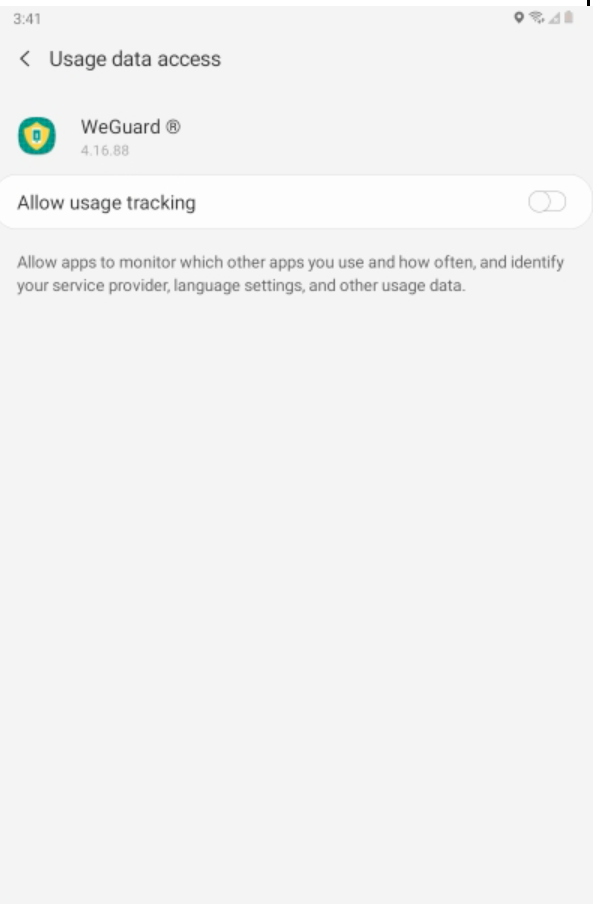 3:41
Usage data access
WeGuard ®
4.16.88
Allow usage tracking
Allow apps to monitor which other apps you use and how often, and identify
your service provider, language settings, and other usage data.